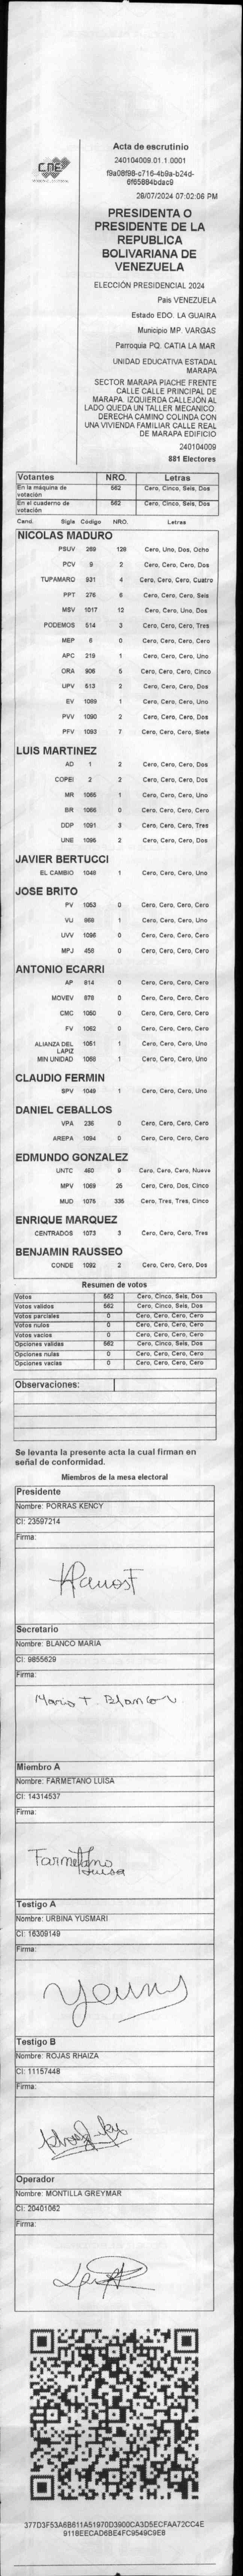 CNE
Acta de escrutinio
240104009.01.1.0001
f9a08f98-c716-4b9a-b24d-
6f65884bdac9
28/07/2024 07:02:06 PM
PRESIDENTA O
PRESIDENTE DE LA
REPUBLICA
BOLIVARIANA DE
VENEZUELA
ELECCIÓN PRESIDENCIAL 2024
Pais VENEZUELA
Estado EDO. LA GUAIRA
Municipio MP. VARGAS
Parroquia PQ. CATIA LA MAR
UNIDAD EDUCATIVA ESTADAL
MARAPA
SECTOR MARAPA PIACHE FRENTE
CALLE CALLE PRINCIPAL DE
MARAPA. IZQUIERDA CALLEJÓN AL
LADO QUEDA UN TALLER MECANICO.
DERECHA CAMINO COLINDA CON
UNA VIVIENDA FAMILIAR CALLE REAL
DE MARAPA EDIFICIO
240104009
881 Electores
Votantes NRO. Letras
En la máquina de votación 562 Cero, Cinco, Seis, Dos
En el cuaderno de votación 562 Cero, Cinco, Seis, Dos
Cand. Sigla Código NRO. Letras
NICOLAS MADURO
PSUV 269 128 Cero, Uno, Dos, Ocho
PCV 9 2 Cero, Cero, Cero, Dos
TUPAMARO 931 4 Cero, Cero, Cero, Cuatro
PPT 276 6 Cero, Cero, Cero, Seis
MSV 1017 12 Cero, Cero, Uno, Dos
PODEMOS 514 3 Cero, Cero, Cero, Tres
MEP 6 0 Cero, Cero, Cero, Cero
APC 219 1 Cero, Cero, Cero, Uno
ORA 906 5 Cero, Cero, Cero, Cinco
UPV 513 2 Cero, Cero, Cero, Dos
EV 1089 1 Cero, Cero, Cero, Uno
PVV 1090 2 Cero, Cero, Cero, Dos
PFV 1093 7 Cero, Cero, Cero, Siete
LUIS MARTINEZ
AD 1 2 Cero, Cero, Cero, Dos
COPEI 2 2 Cero, Cero, Cero, Dos
MR 1065 1 Cero, Cero, Cero, Uno
BR 1066 0 Cero, Cero, Cero, Cero
DDP 1091 3 Cero, Cero, Cero, Tres
UNE 1095 2 Cero, Cero, Cero, Dos
JAVIER BERTUCCI
EL CAMBIO 1048 1 Cero, Cero, Cero, Uno
JOSE BRITO
PV 1053 0 Cero, Cero, Cero, Cero
VU 968 1 Cero, Cero, Cero, Uno
UVV 1096 0 Cero, Cero, Cero, Cero
MPJ 458 0 Cero, Cero, Cero, Cero
ANTONIO ECARRI
AP 814 0 Cero, Cero, Cero, Cero
MOVEV 878 0 Cero, Cero, Cero, Cero
CMC 1050 0 Cero, Cero, Cero, Cero
FV 1052 0 Cero, Cero, Cero, Cero
ALIANZA DEL LAPIZ 1051 1 Cero, Cero, Cero, Uno
MIN UNIDAD 1068 1 Cero, Cero, Cero, Uno
CLAUDIO FERMIN
SPV 1049 1 Cero, Cero, Cero, Uno
DANIEL CEBALLOS
VPA 236 0 Cero, Cero, Cero, Cero
AREPA 1094 0 Cero, Cero, Cero, Cero
EDMUNDO GONZALEZ
UNTC 460 9 Cero, Cero, Cero, Nueve
MPV 1069 25 Cero, Cero, Dos, Cinco
MUD 1075 335 Cero, Tres, Tres, Cinco
ENRIQUE MARQUEZ
CENTRADOS 1073 3 Cero, Cero, Cero, Tres
BENJAMIN RAUSSEO
CONDE 1092 2 Cero, Cero, Cero, Dos
Resumen de votos
Votos 562 Cero, Cinco, Seis, Dos
Votos validos 562 Cero, Cinco, Seis, Dos
Votos parciales 0 Cero, Cero, Cero, Cero
Votos nulos 0 Cero, Cero, Cero, Cero
Votos vacios 0 Cero, Cero, Cero, Cero
Opciones validas 562 Cero, Cinco, Seis, Dos
Opciones nulas 0 Cero, Cero, Cero, Cero
Opciones vacias 0 Cero, Cero, Cero, Cero
Observaciones:
Se levanta la presente acta la cual firman en
señal de conformidad.
Miembros de la mesa electoral
Presidente
Nombre: PORRAS KENCY
CI: 23597214
Firma:
Secretario
Nombre: BLANCO MARIA
CI: 9855629
Firma:
Maria T. Blanco
Miembro A
Nombre: FARMETANO LUISA
CI: 14314537
Firma:
Farmetano
Luisa
Testigo A
Nombre: URBINA YUSMARI
CI: 16309149
Firma:
Testigo B
Nombre: ROJAS RHAIZA
CI: 11157448
Firma:
Operador
Nombre: MONTILLA GREYMAR
CI: 20401062
Firma:
377D3F53A6B611A51970D3900CA3D5ECFAA72CC4E
9118EECAD6BE4FC9549C9E8